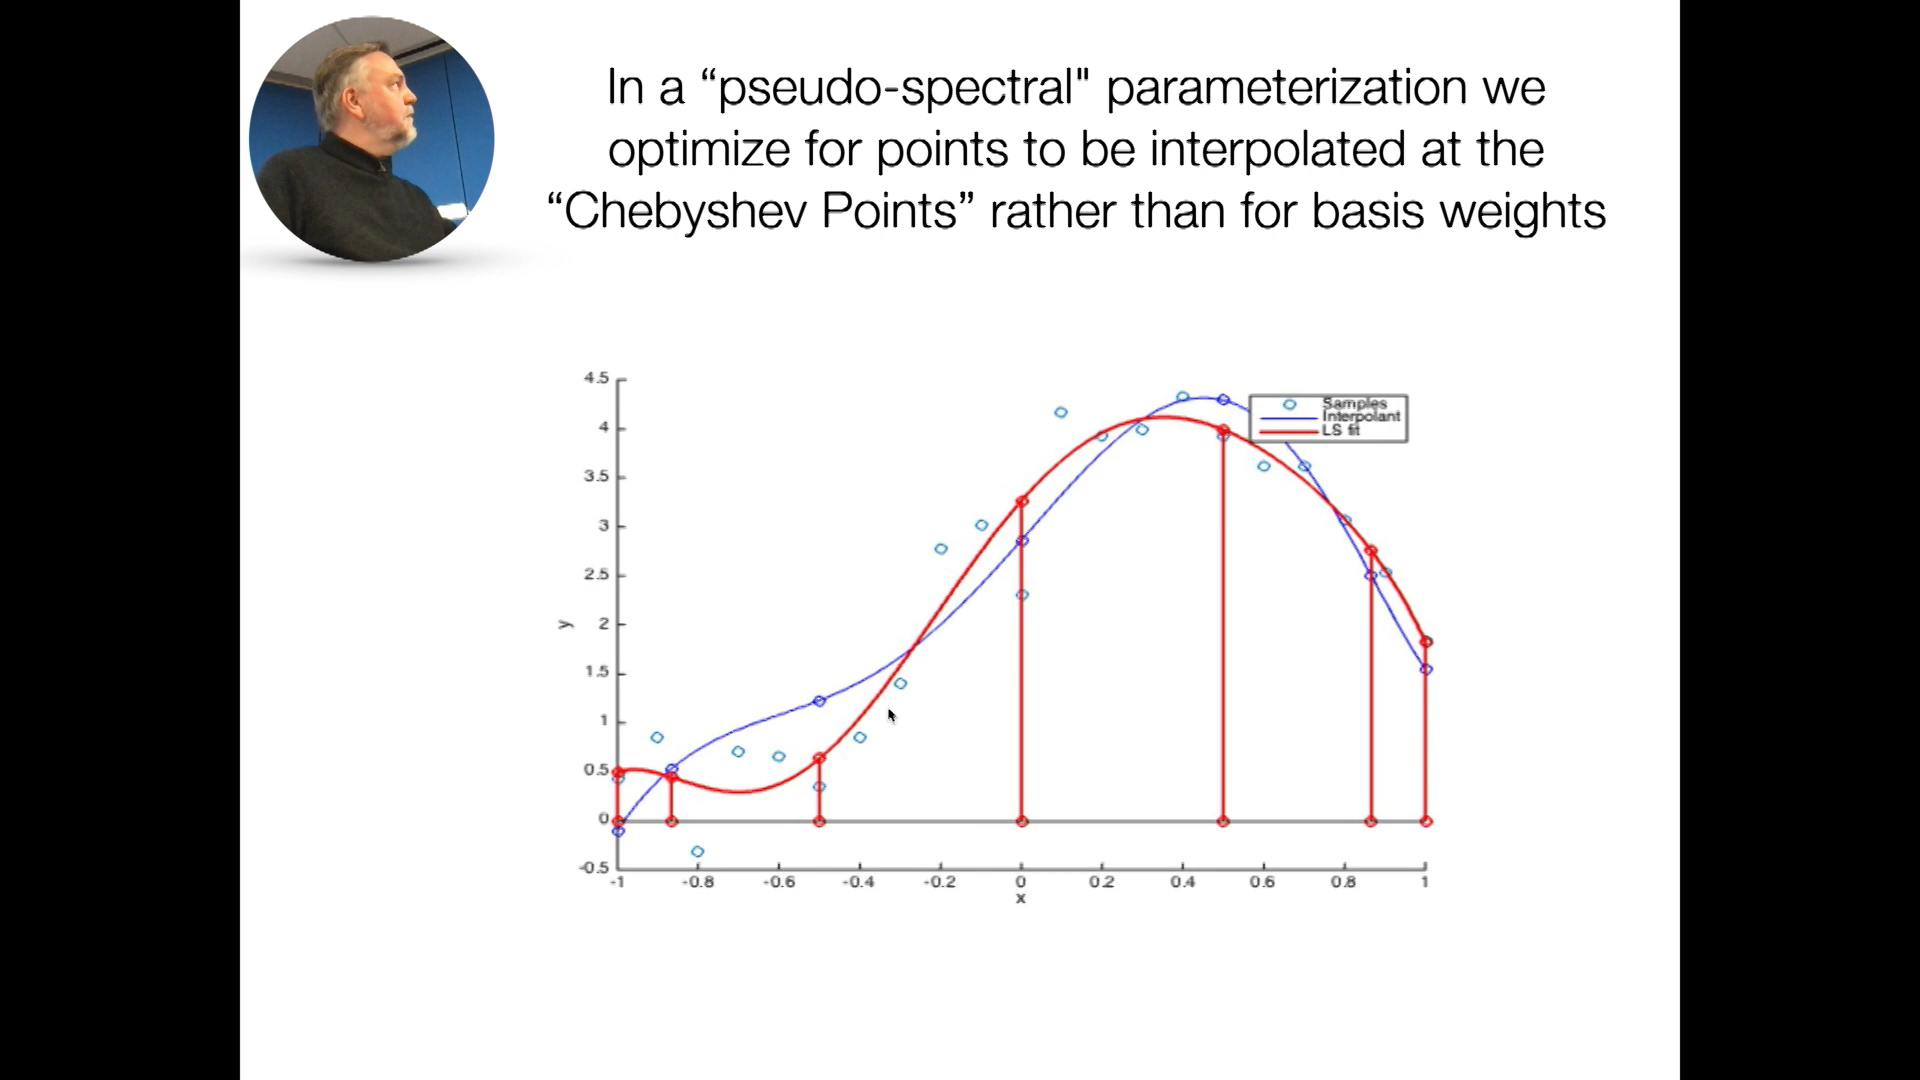 In a “pseudo-spectral" parameterization we
optimize for points to be interpolated at the
“Chebyshev Points” rather than for basis weights
4.5
4
3.5
3
2.5
2
1.5
1
0.5
0
-0.5
y
Samples
Interpolant
LS fit
-1 -0.8 -0.6 -0.4 -0.2 0 0.2 0.4 0.6 0.8 1
x